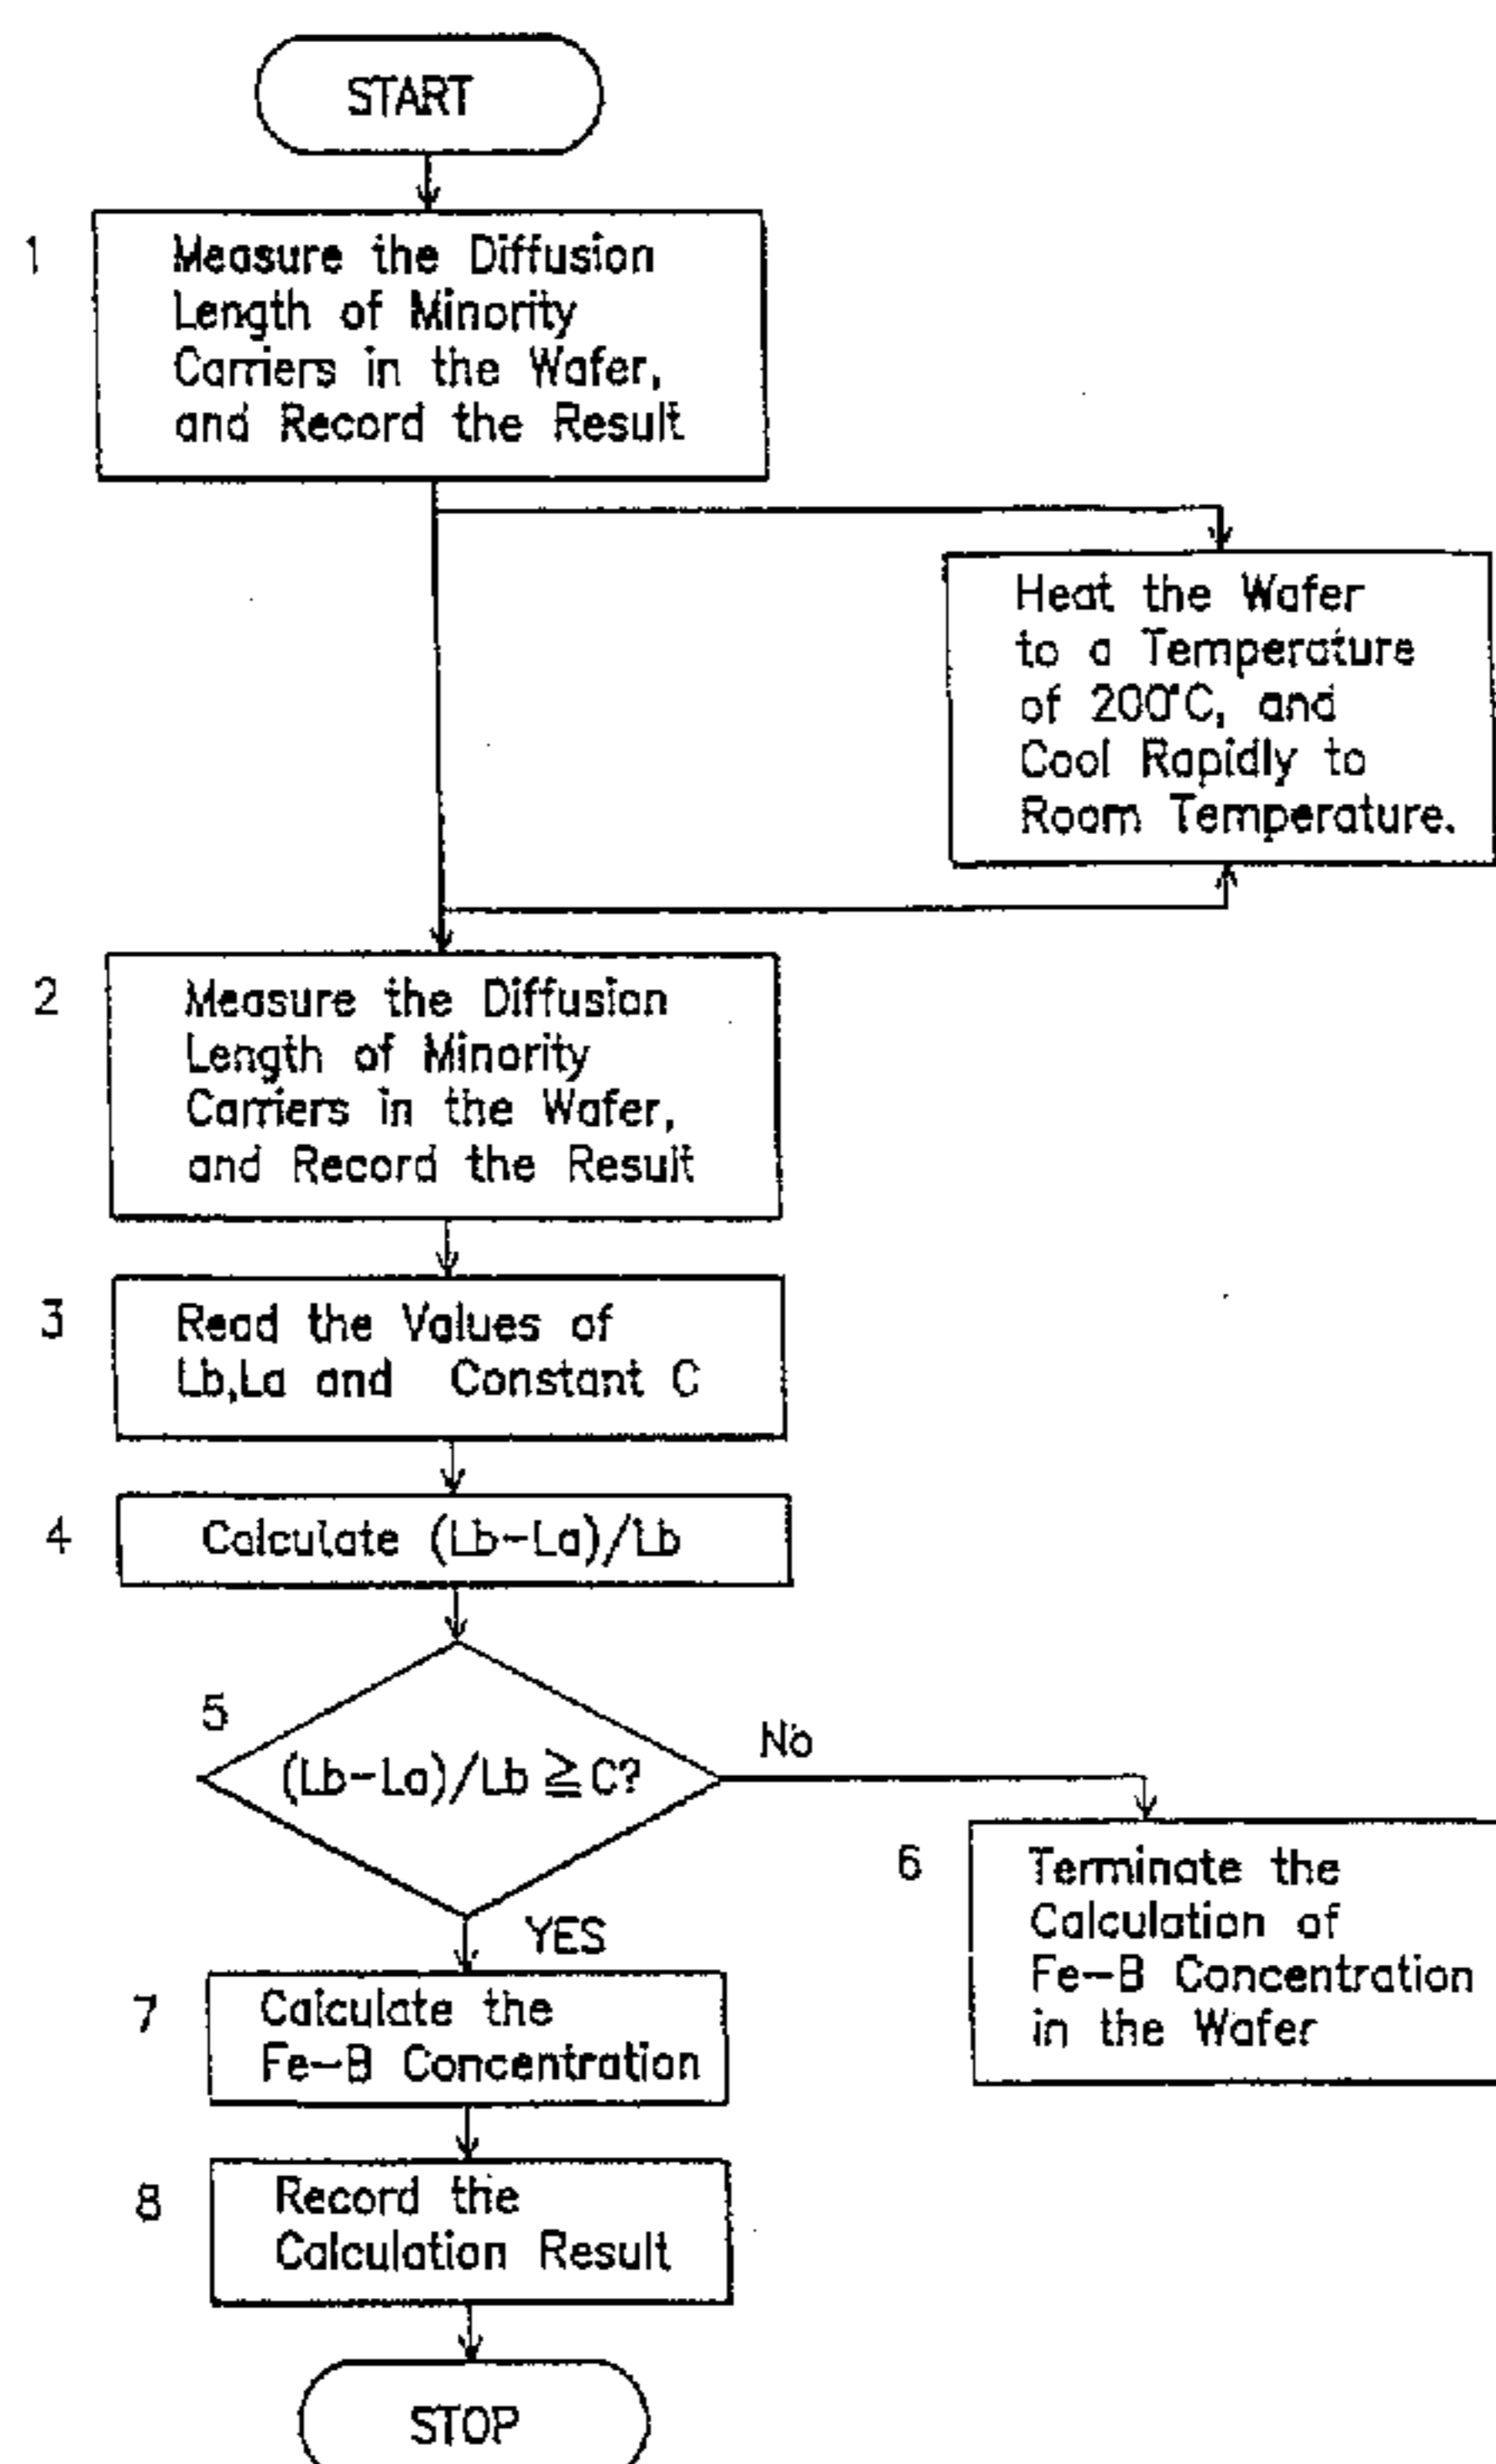 START
1
Measure the Diffusion
Length of Minority
Carriers in the Wafer,
and Record the Result
Heat the Wafer
to a Temperature
of 200°C, and
Cool Rapidly to
Room Temperature.
2
Measure the Diffusion
Length of Minority
Carriers in the Wafer,
and Record the Result
3
Read the Values of
Lb,La and Constant C
4
Calculate (Lb-La)/Lb
5
(Lb-La)/Lb ≧ C?
No
6
Terminate the
Calculation of
Fe-B Concentration
in the Wafer
YES
7
Calculate the
Fe-B Concentration
8
Record the
Calculation Result
STOP